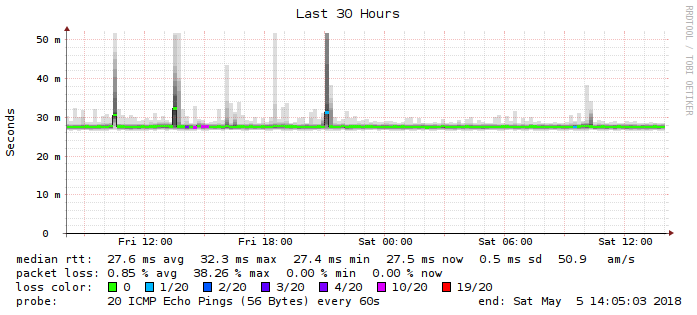 Last 30 Hours
RRDTOOL / TOBI OETIKER
Seconds
50 m
40 m
30 m
20 m
10 m
0
Fri 12:00 Fri 18:00 Sat 00:00 Sat 06:00 Sat 12:00
median rtt: 27.6 ms avg 32.3 ms max 27.4 ms min 27.5 ms now 0.5 ms sd 50.9 am/s
packet loss: 0.85 % avg 38.26 % max 0.00 % min 0.00 % now
loss color: 0 1/20 2/20 3/20 4/20 10/20 19/20
probe: 20 ICMP Echo Pings (56 Bytes) every 60s end: Sat May 5 14:05:03 2018